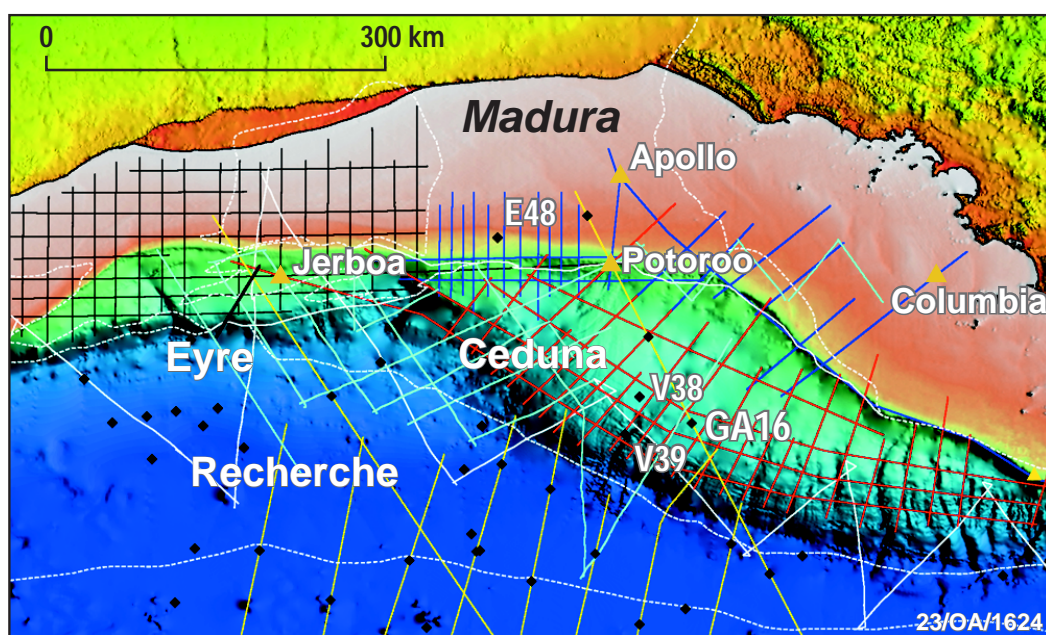 0 300 km
Madura
Apollo
E48
Jerboa
Potoroo
Columbia
Eyre
Ceduna
V38
GA16
V39
Recherche
23/OA/1624